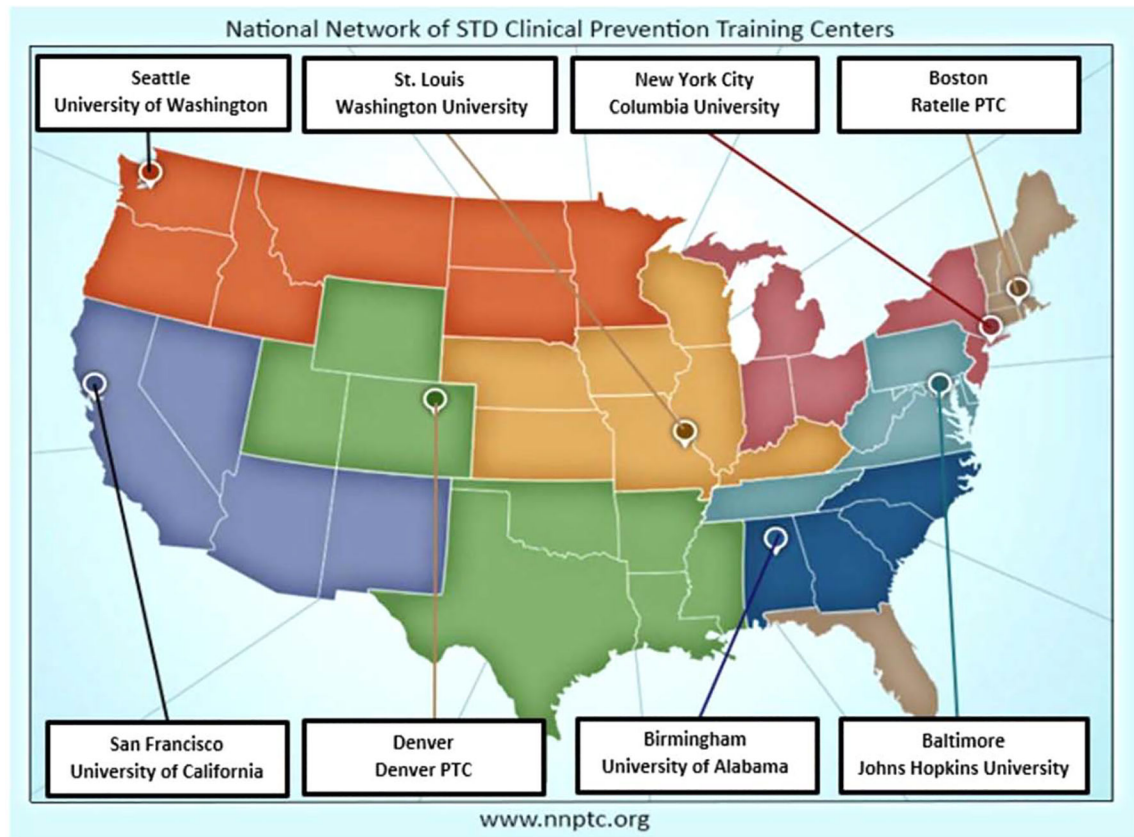 National Network of STD Clinical Prevention Training Centers
Seattle
University of Washington
St. Louis
Washington University
New York City
Columbia University
Boston
Ratelle PTC
San Francisco
University of California
Denver
Denver PTC
Birmingham
University of Alabama
Baltimore
Johns Hopkins University
www.nnptc.org